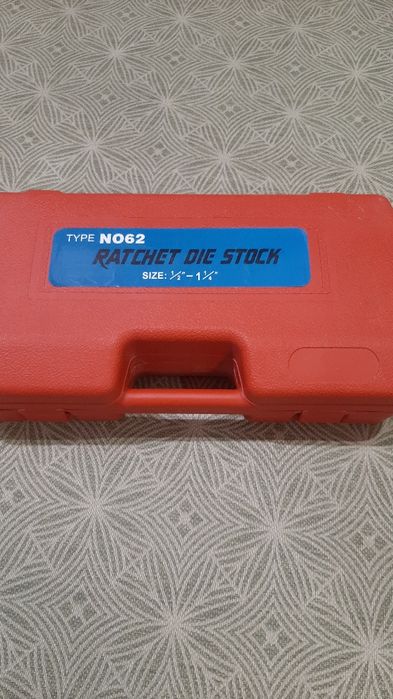 TYPE NO62
RATCHET DIE STOCK
SIZE: ½"-1¼"